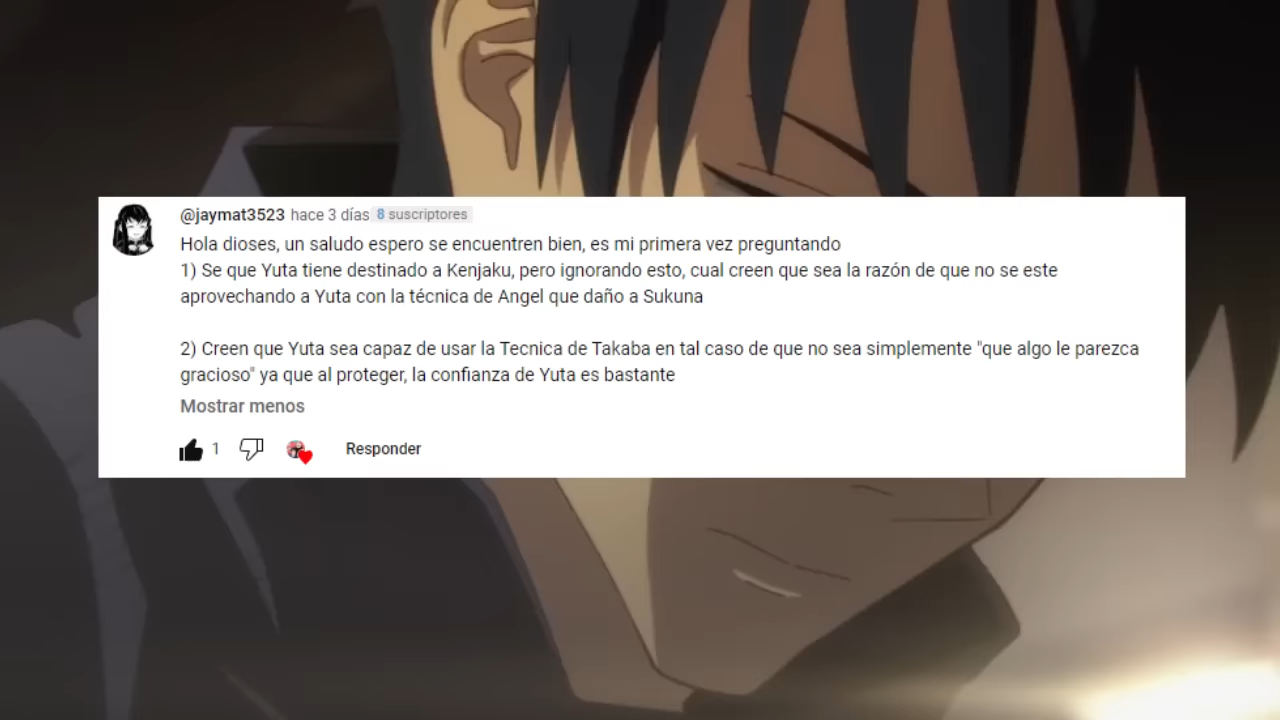 @jaymat3523 hace 3 días 8 suscriptores
Hola dioses, un saludo espero se encuentren bien, es mi primera vez preguntando
1) Se que Yuta tiene destinado a Kenjaku, pero ignorando esto, cual creen que sea la razón de que no se este
aprovechando a Yuta con la técnica de Angel que daño a Sukuna
2) Creen que Yuta sea capaz de usar la Tecnica de Takaba en tal caso de que no sea simplemente "que algo le parezca
gracioso" ya que al proteger, la confianza de Yuta es bastante
Mostrar menos
1 Responder